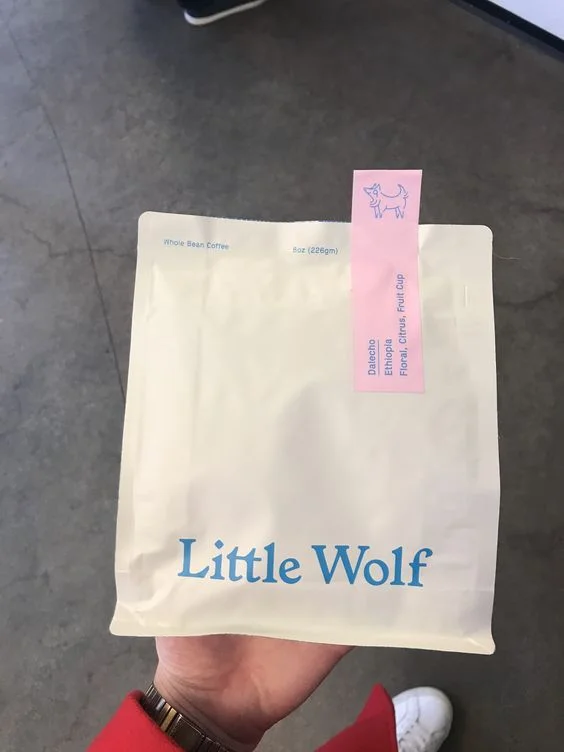 Whole Bean Coffee
8oz (226gm)
Dalecho
Ethiopia
Floral, Citrus, Fruit Cup
Little Wolf